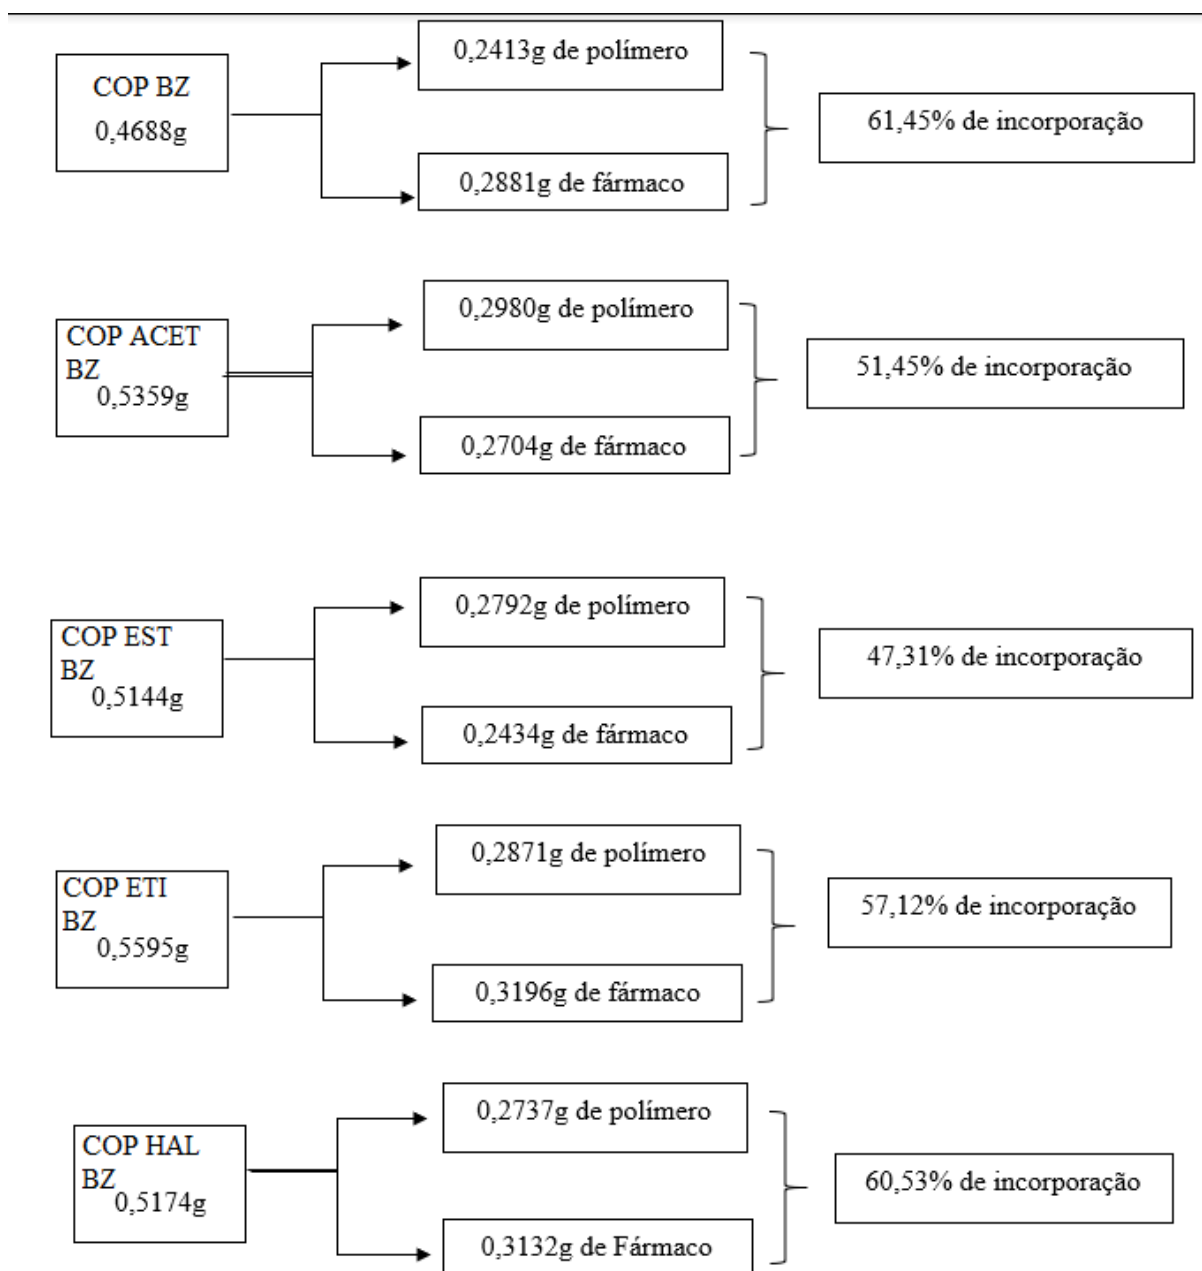 COP BZ
0,4688g
0,2413g de polímero
0,2881g de fármaco
61,45% de incorporação
COP ACET
BZ
0,5359g
0,2980g de polímero
0,2704g de fármaco
51,45% de incorporação
COP EST
BZ
0,5144g
0,2792g de polímero
0,2434g de fármaco
47,31% de incorporação
COP ETI
BZ
0,5595g
0,2871g de polímero
0,3196g de fármaco
57,12% de incorporação
COP HAL
BZ
0,5174g
0,2737g de polímero
0,3132g de Fármaco
60,53% de incorporação